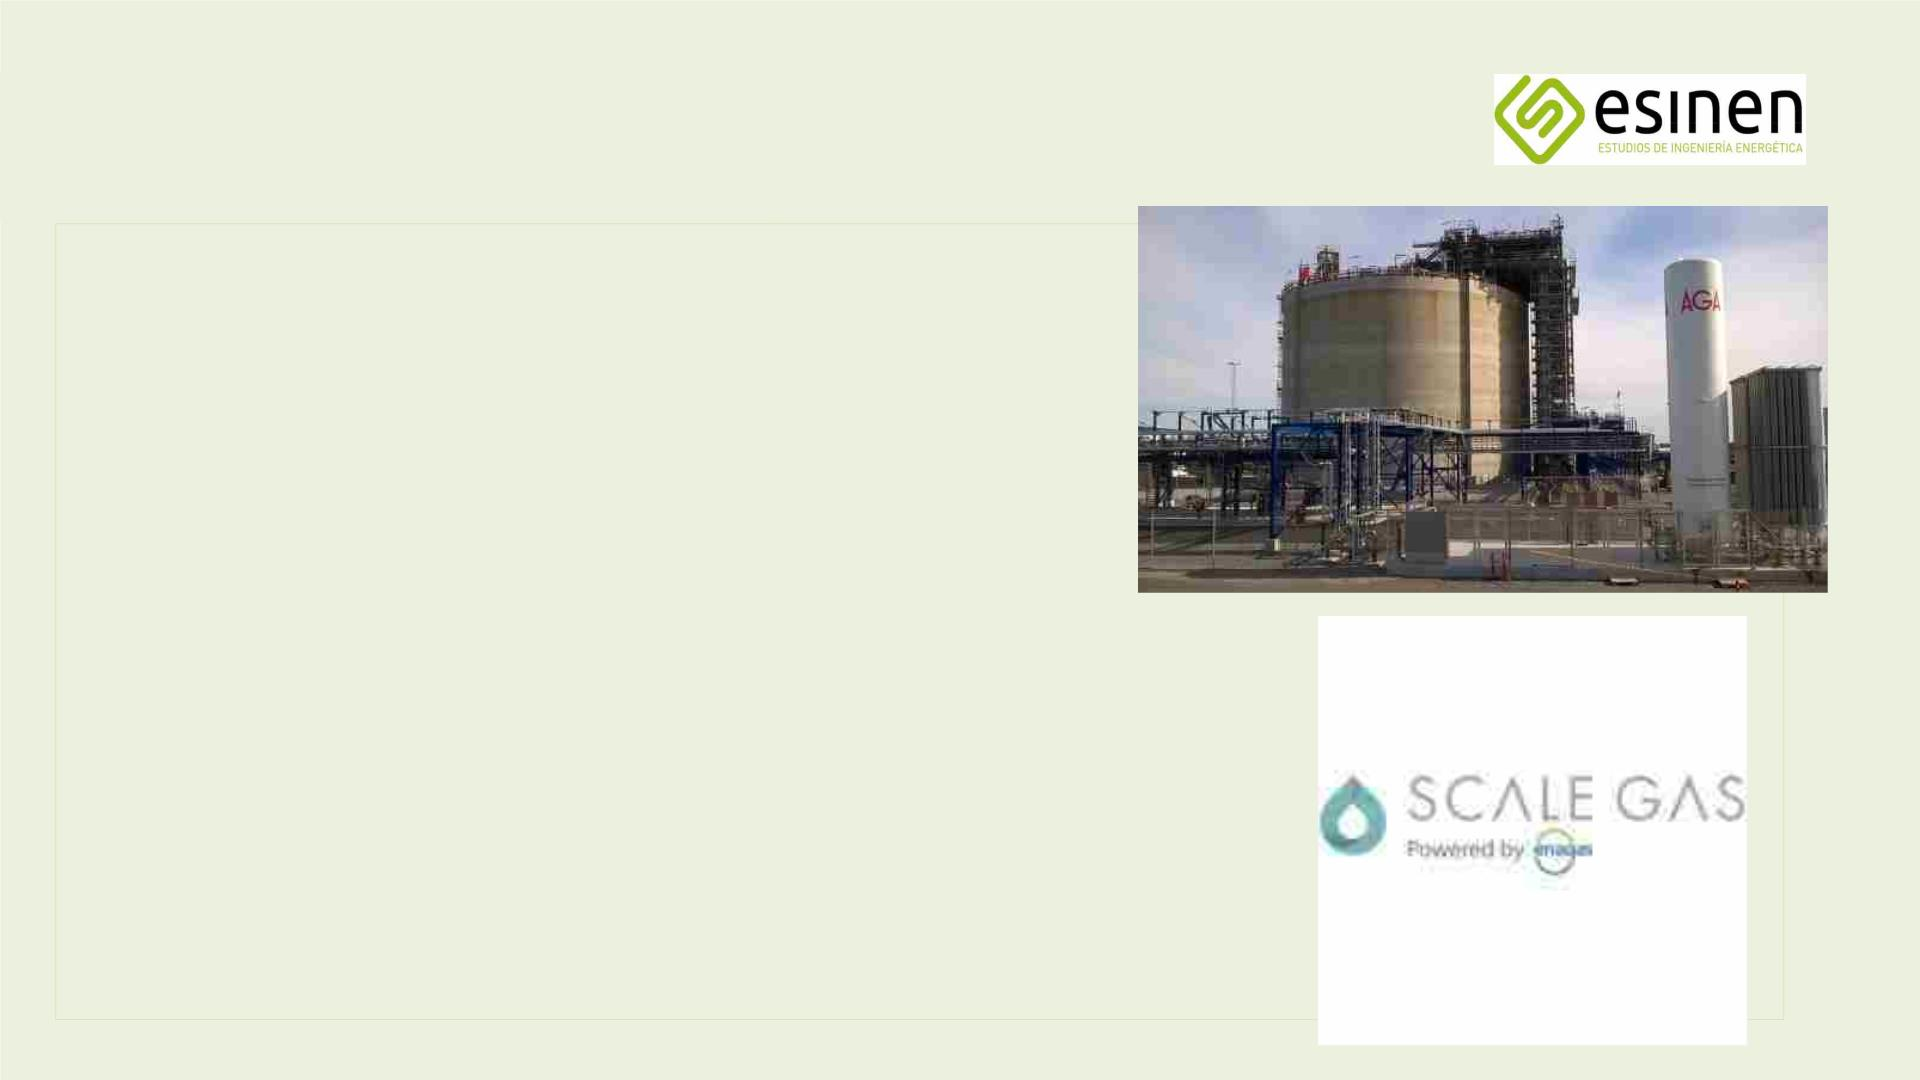 esinen
ESTUDIOS DE INGENIERÍA ENERGÉTICA
AGA
SCALE GAS
Powered by enagas